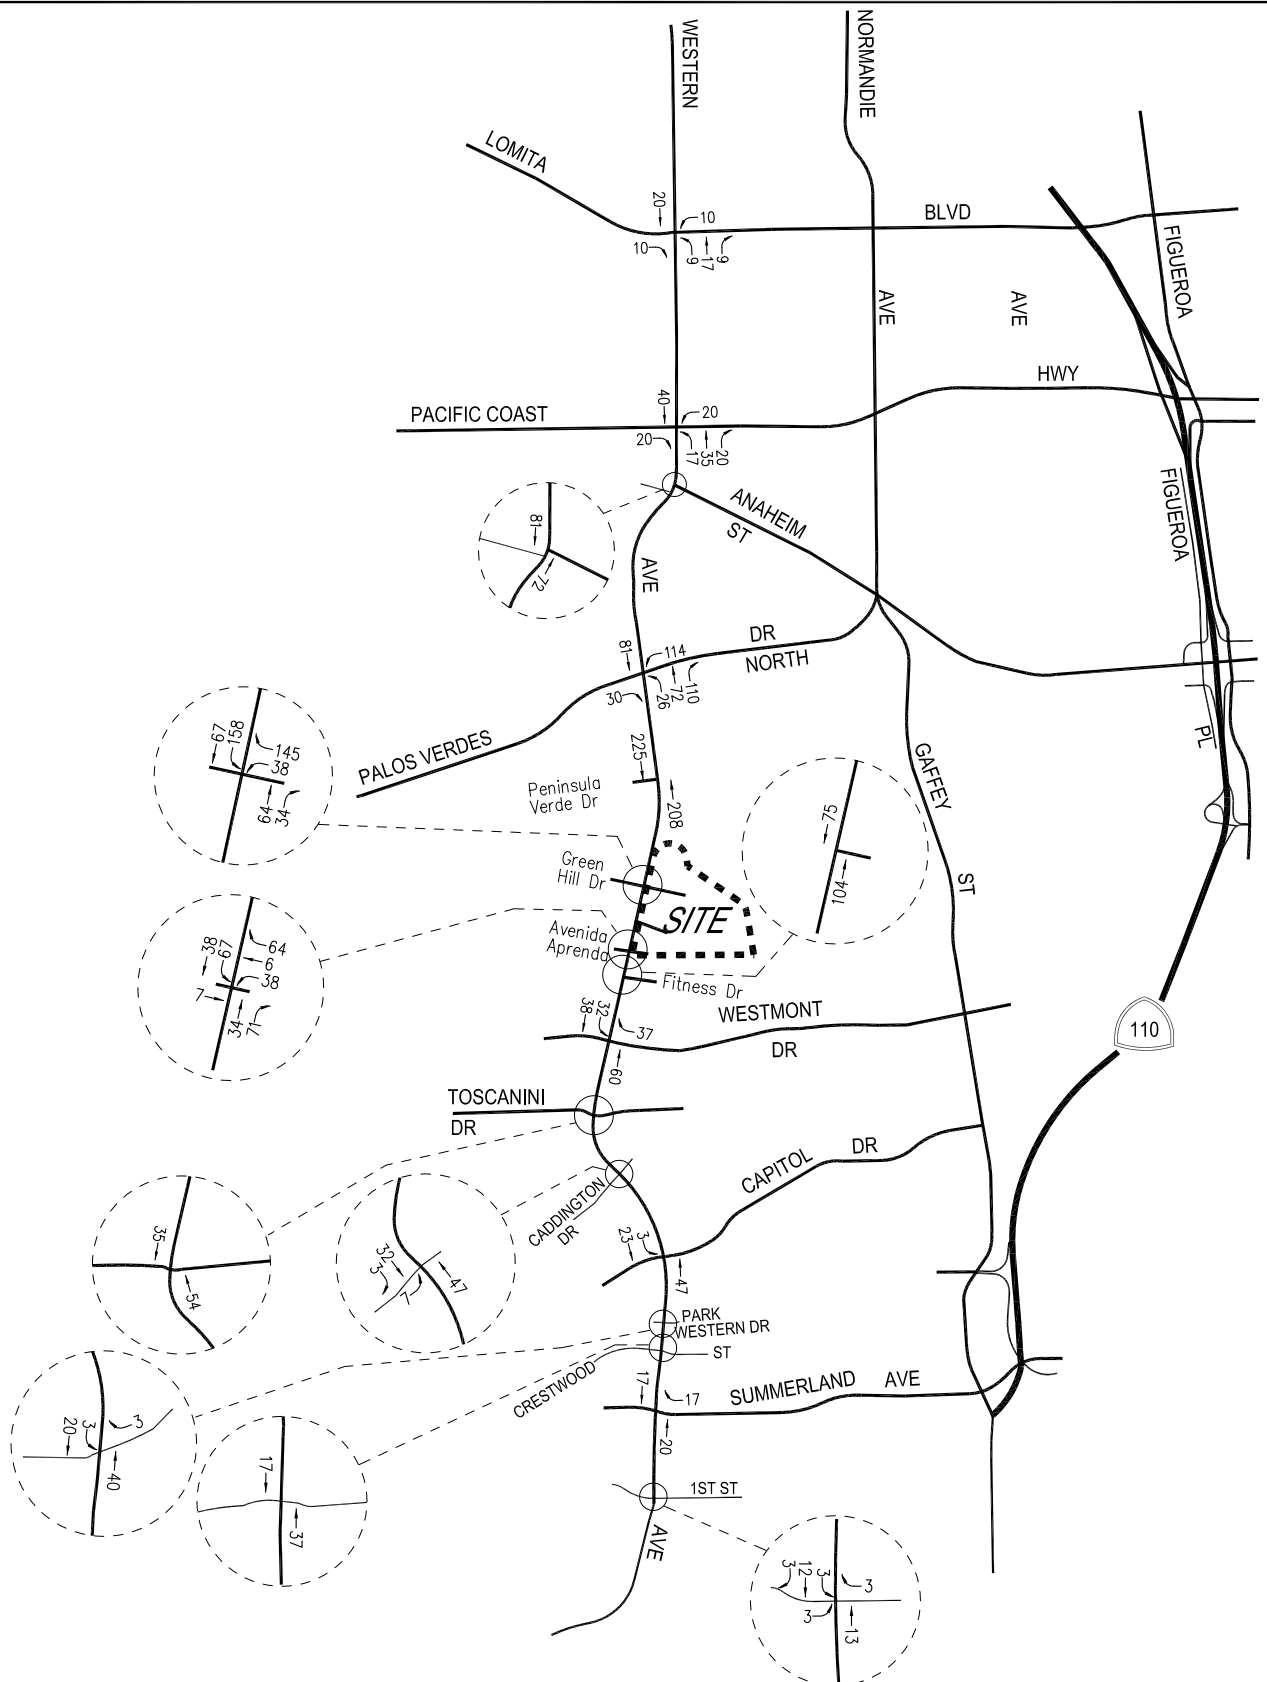 WESTERN
NORMANDIE
LOMITA
BLVD
FIGUEROA
20
10
10
9
17
9
AVE
AVE
HWY
PACIFIC COAST
40
20
20
17
35
20
FIGUEROA
ANAHEIM
ST
81
72
AVE
DR
NORTH
81
114
30
26
72
110
PALOS VERDES
225
PL
GAFFEY
67
158
145
38
64
34
Peninsula
Verde Dr
208
75
104
Green
Hill Dr
SITE
ST
Avenida
Aprenda
38
67
64
6
38
7
34
71
Fitness Dr
WESTMONT
DR
38
32
37
60
110
TOSCANINI
DR
CAPITOL
DR
CADDINGTON
DR
23
3
47
35
54
32
3
7
47
PARK
WESTERN DR
ST
CRESTWOOD
SUMMERLAND
AVE
17
17
20
20
3
3
40
17
37
1ST ST
AVE
3
12
3
3
3
13